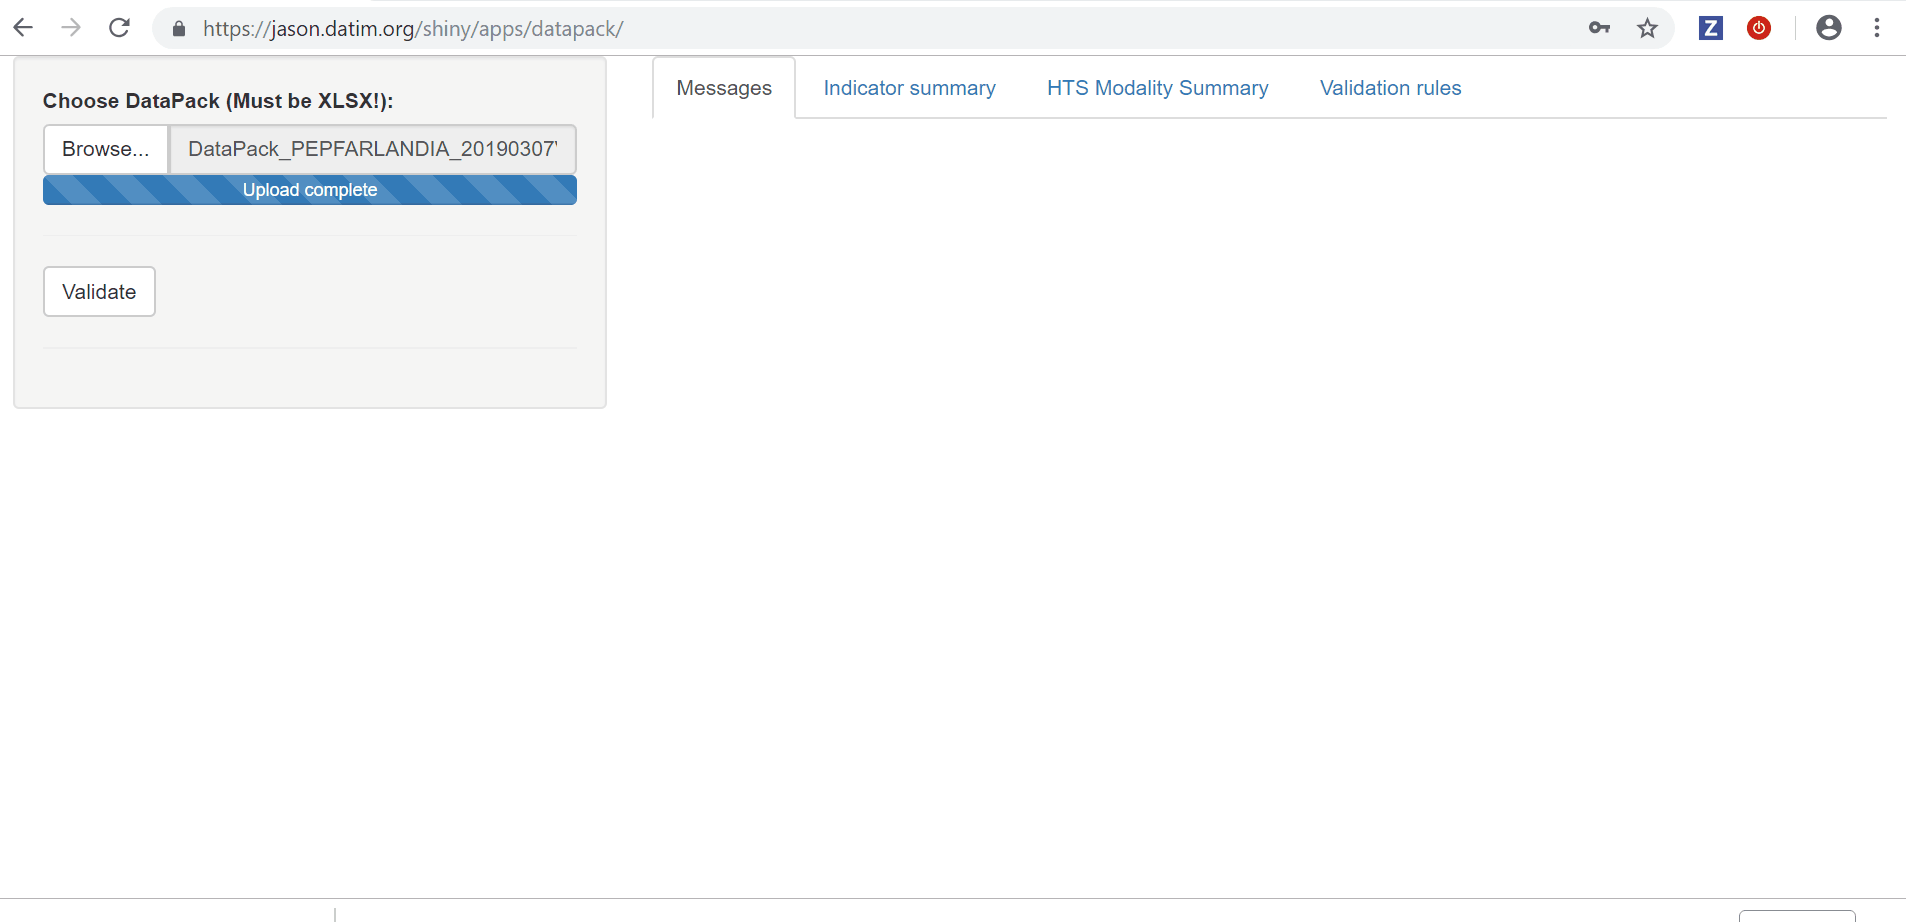 https://jason.datim.org/shiny/apps/datapack/
Z
Choose DataPack (Must be XLSX!):
Browse... DataPack_PEPFARLANDIA_20190307
Upload complete
Validate
Messages Indicator summary HTS Modality Summary Validation rules